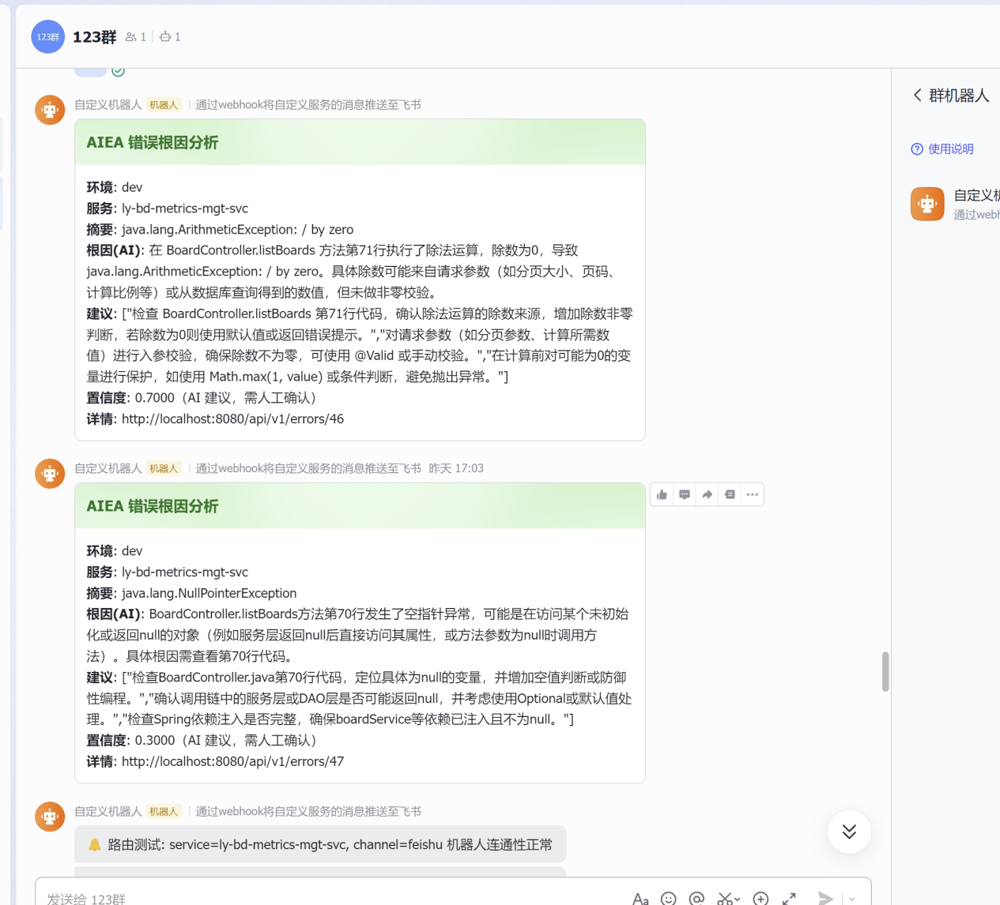 123群
123群
1
1
自定义机器人 机器人 通过webhook将自定义服务的消息推送至飞书
AIEA 错误根因分析
环境: dev
服务: ly-bd-metrics-mgt-svc
摘要: java.lang.ArithmeticException: / by zero
根因(AI): 在 BoardController.listBoards 方法第71行执行了除法运算，除数为0，导致
java.lang.ArithmeticException: / by zero。具体除数可能来自请求参数（如分页大小、页码、
计算比例等）或从数据库查询得到的数值，但未做非零校验。
建议: ["检查 BoardController.listBoards 第71行代码，确认除法运算的除数来源，增加除数非零
判断，若除数为0则使用默认值或返回错误提示。","对请求参数（如分页参数、计算所需数
值）进行入参校验，确保除数不为零，可使用 @Valid 或手动校验。","在计算前对可能为0的变
量进行保护，如使用 Math.max(1, value) 或条件判断，避免抛出异常。"]
置信度: 0.7000（AI 建议，需人工确认）
详情: http://localhost:8080/api/v1/errors/46
自定义机器人 机器人 通过webhook将自定义服务的消息推送至飞书 昨天 17:03
AIEA 错误根因分析
环境: dev
服务: ly-bd-metrics-mgt-svc
摘要: java.lang.NullPointerException
根因(AI): BoardController.listBoards方法第70行发生了空指针异常，可能是在访问某个未初始
化或返回null的对象（例如服务层返回null后直接访问其属性，或方法参数为null时调用方
法）。具体根因需查看第70行代码。
建议: ["检查BoardController.java第70行代码，定位具体为null的变量，并增加空值判断或防御
性编程。","确认调用链中的服务层或DAO层是否可能返回null，并考虑使用Optional或默认值处
理。","检查Spring依赖注入是否完整，确保boardService等依赖已注入且不为null。"]
置信度: 0.3000（AI 建议，需人工确认）
详情: http://localhost:8080/api/v1/errors/47
自定义机器人 机器人 通过webhook将自定义服务的消息推送至飞书
路由测试: service=ly-bd-metrics-mgt-svc, channel=feishu 机器人连通性正常
发送给 123群
Aa
群机器人
使用说明
自定义机
通过webh